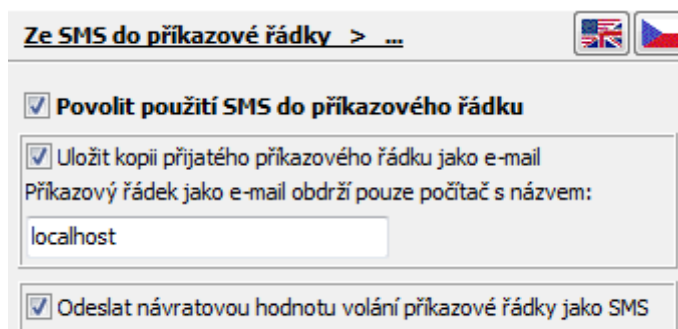 Ze SMS do příkazové řádky > ...
Povolit použití SMS do příkazového řádku
Uložit kopii přijatého příkazového řádku jako e-mail
Příkazový řádek jako e-mail obdrží pouze počítač s názvem:
localhost
Odeslat návratovou hodnotu volání příkazové řádky jako SMS